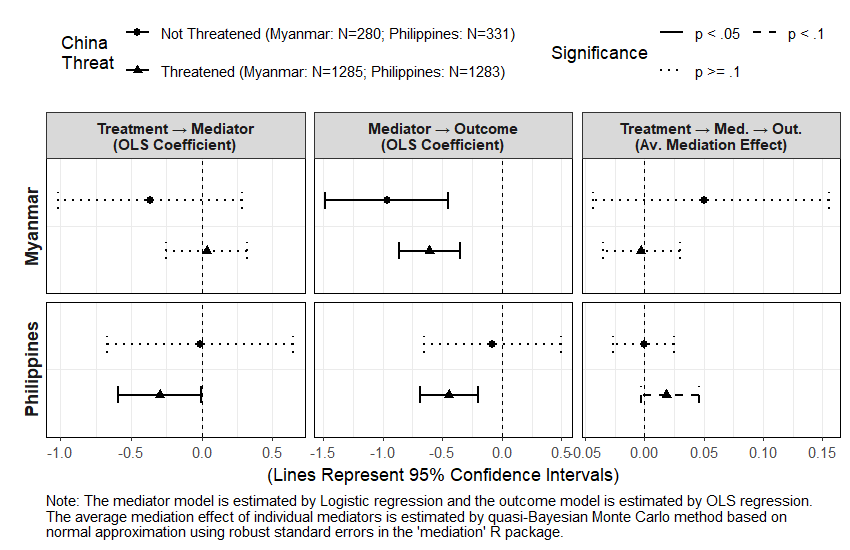 China
Threat
Not Threatened (Myanmar: N=280; Philippines: N=331)
Threatened (Myanmar: N=1285; Philippines: N=1283)
Significance
p < .05
p < .1
p >= .1
Treatment → Mediator
(OLS Coefficient)
Mediator → Outcome
(OLS Coefficient)
Treatment → Med. → Out.
(Av. Mediation Effect)
Myanmar
Philippines
-1.0 -0.5 0.0 0.5
-1.5 -1.0 -0.5 0.0 0.5
-0.05 0.00 0.05 0.10 0.15
(Lines Represent 95% Confidence Intervals)
Note: The mediator model is estimated by Logistic regression and the outcome model is estimated by OLS regression.
The average mediation effect of individual mediators is estimated by quasi-Bayesian Monte Carlo method based on
normal approximation using robust standard errors in the 'mediation' R package.